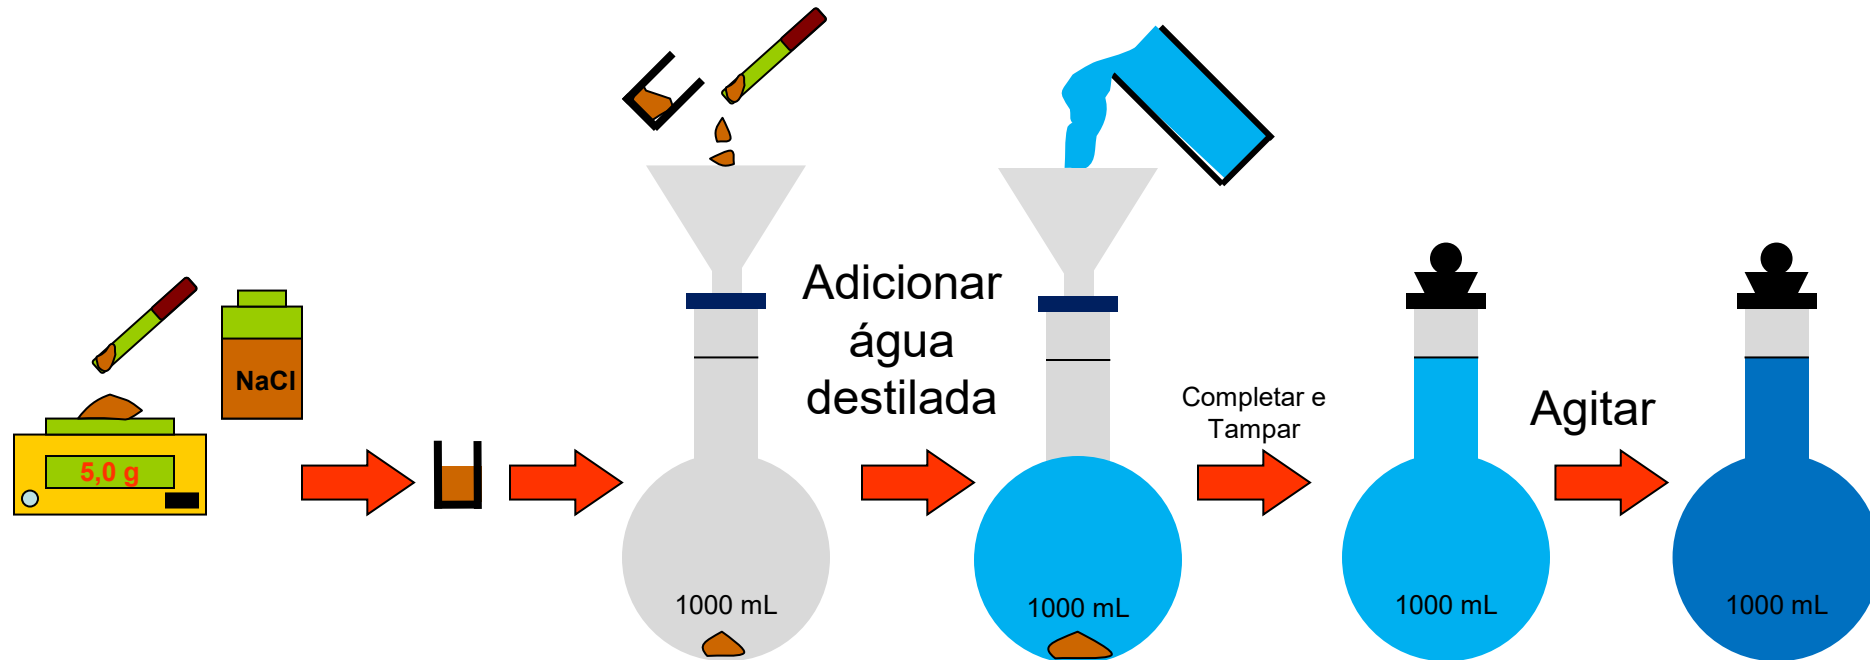 NaCl
5,0 g
1000 mL
Adicionar
água
destilada
1000 mL
Completar e
Tampar
1000 mL
Agitar
1000 mL